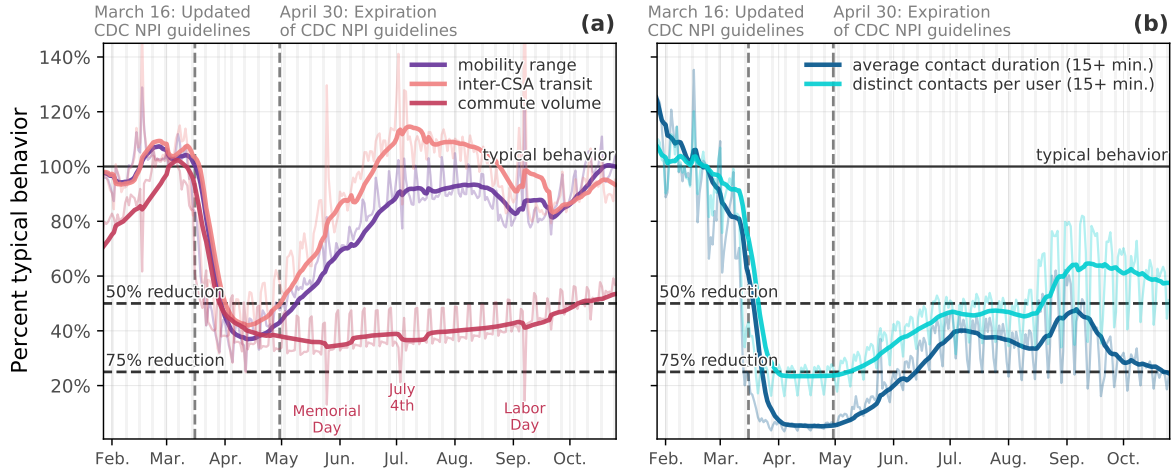 March 16: Updated
CDC NPI guidelines
April 30: Expiration
of CDC NPI guidelines
(a)
Percent typical behavior
140%
120%
100%
80%
60%
40%
20%
mobility range
inter-CSA transit
commute volume
typical behavior
50% reduction
75% reduction
Memorial
Day
July
4th
Labor
Day
Feb. Mar. Apr. May Jun. Jul. Aug. Sep. Oct.
March 16: Updated
CDC NPI guidelines
April 30: Expiration
of CDC NPI guidelines
(b)
average contact duration (15+ min.)
distinct contacts per user (15+ min.)
typical behavior
50% reduction
75% reduction
Feb. Mar. Apr. May Jun. Jul. Aug. Sep. Oct.